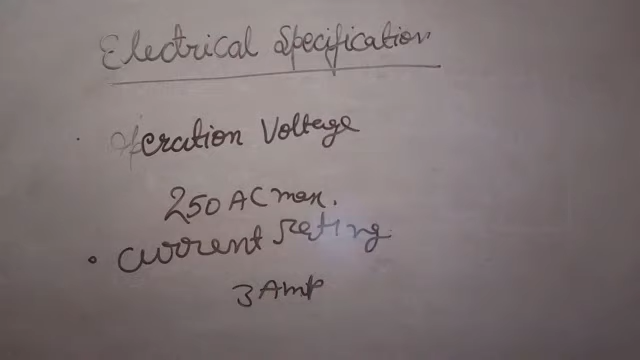 Electrical Specification
• Operation Voltage
250 AC max.
• Current Rating
3 Amp